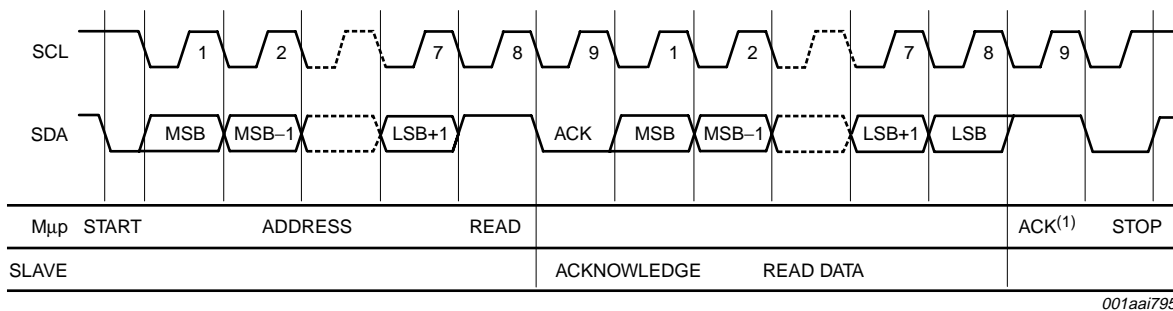 SCL 1 2 7 8 9 1 2 7 8 9
SDA MSB MSB−1 LSB+1 ACK MSB MSB−1 LSB+1 LSB
Mμp START ADDRESS READ ACK(1) STOP
SLAVE ACKNOWLEDGE READ DATA
001aai795